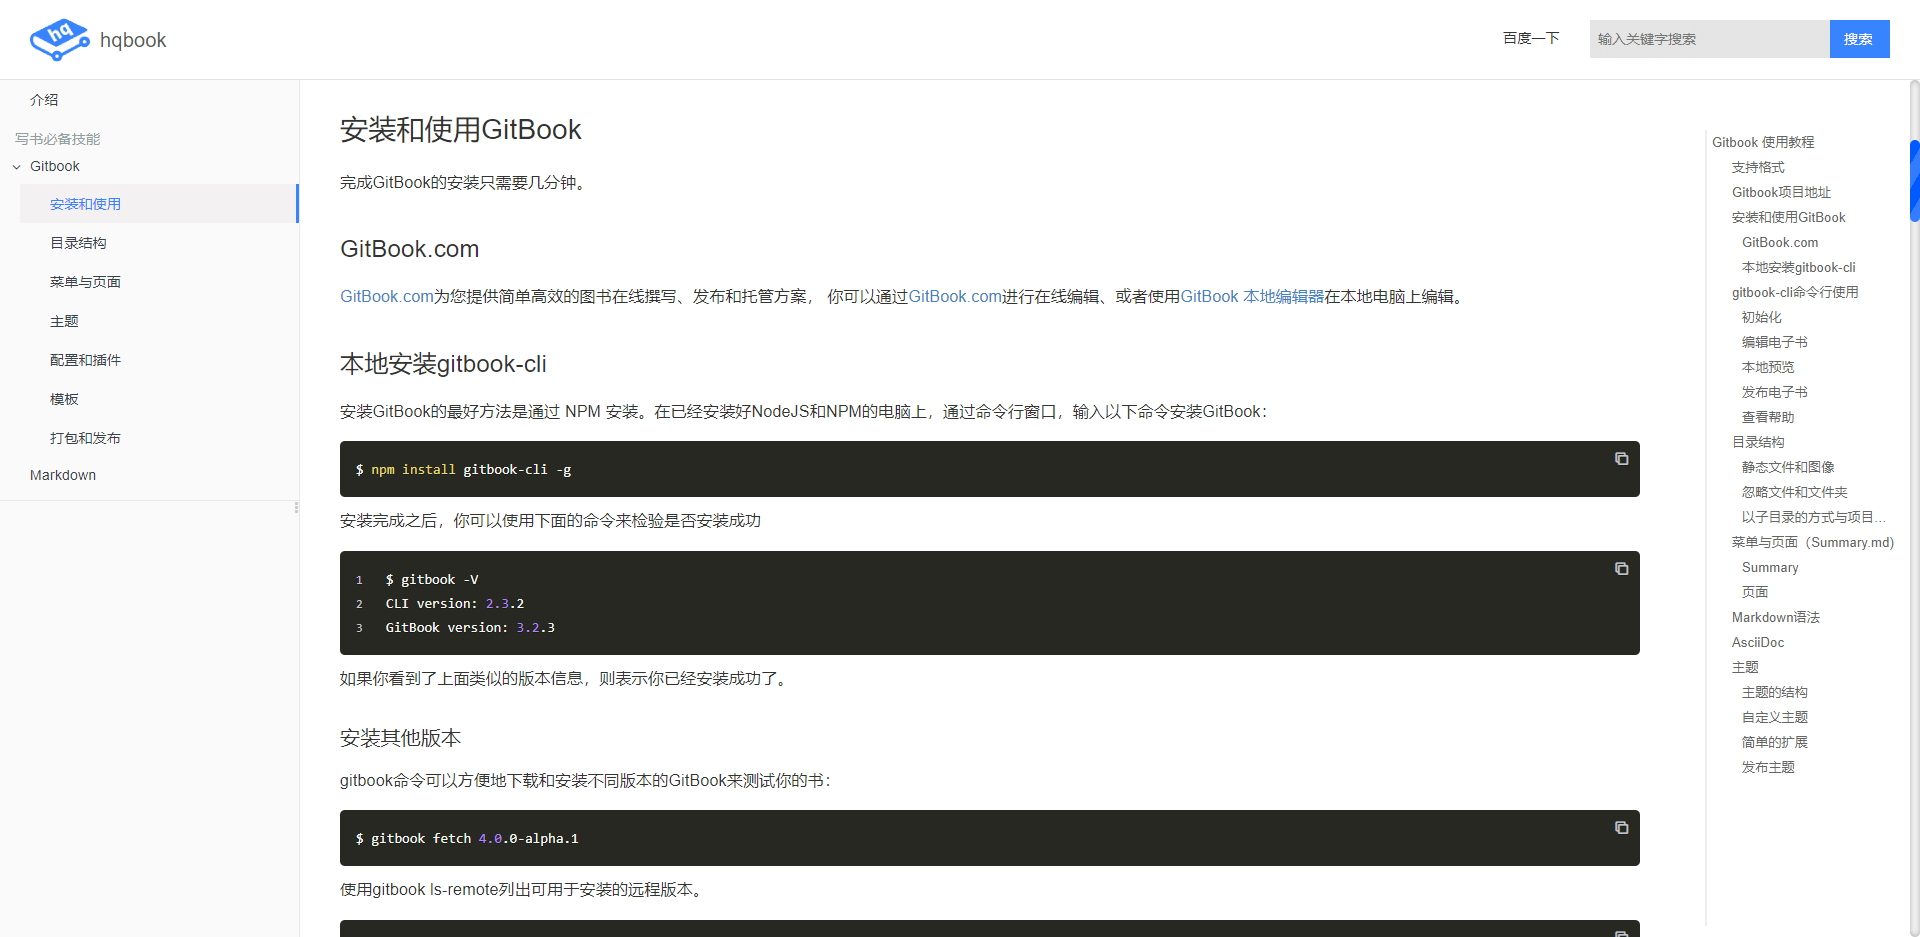 hq
hqbook
百度一下
输入关键字搜索
搜索
介绍
写书必备技能
Gitbook
安装和使用
目录结构
菜单与页面
主题
配置和插件
模板
打包和发布
Markdown
安装和使用GitBook
完成GitBook的安装只需要几分钟。
GitBook.com
GitBook.com为您提供简单高效的图书在线撰写、发布和托管方案， 你可以通过GitBook.com进行在线编辑、或者使用GitBook 本地编辑器在本地电脑上编辑。
本地安装gitbook-cli
安装GitBook的最好方法是通过 NPM 安装。在已经安装好NodeJS和NPM的电脑上，通过命令行窗口，输入以下命令安装GitBook：
$ npm install gitbook-cli -g
安装完成之后，你可以使用下面的命令来检验是否安装成功
1 $ gitbook -V
2 CLI version: 2.3.2
3 GitBook version: 3.2.3
如果你看到了上面类似的版本信息，则表示你已经安装成功了。
安装其他版本
gitbook命令可以方便地下载和安装不同版本的GitBook来测试你的书：
$ gitbook fetch 4.0.0-alpha.1
使用gitbook ls-remote列出可用于安装的远程版本。
Gitbook 使用教程
支持格式
Gitbook项目地址
安装和使用GitBook
GitBook.com
本地安装gitbook-cli
gitbook-cli命令行使用
初始化
编辑电子书
本地预览
发布电子书
查看帮助
目录结构
静态文件和图像
忽略文件和文件夹
以子目录的方式与项目...
菜单与页面（Summary.md)
Summary
页面
Markdown语法
AsciiDoc
主题
主题的结构
自定义主题
简单的扩展
发布主题